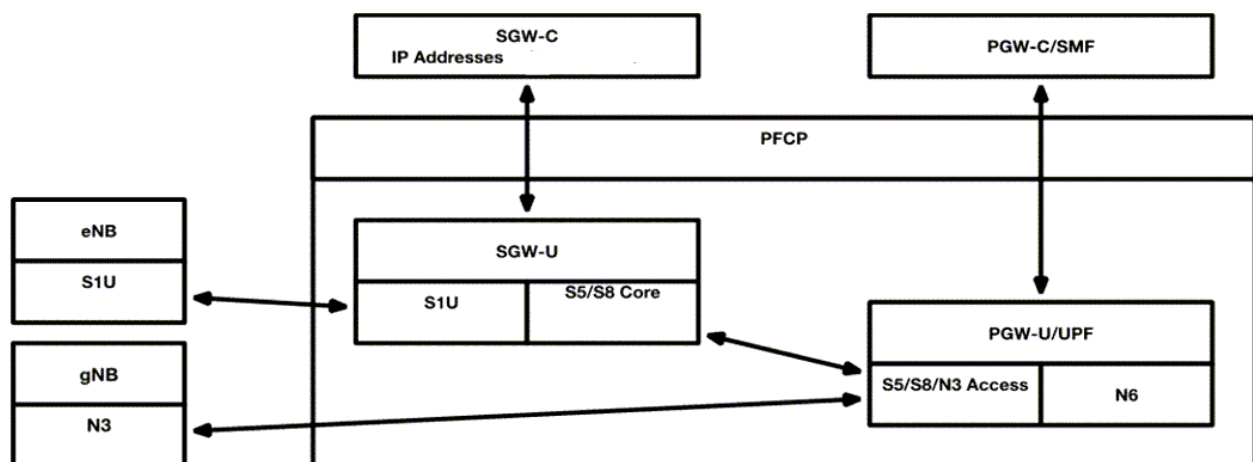 SGW-C
IP Addresses
PGW-C/SMF
PFCP
eNB
S1U
SGW-U
S1U
S5/S8 Core
gNB
N3
PGW-U/UPF
S5/S8/N3 Access
N6